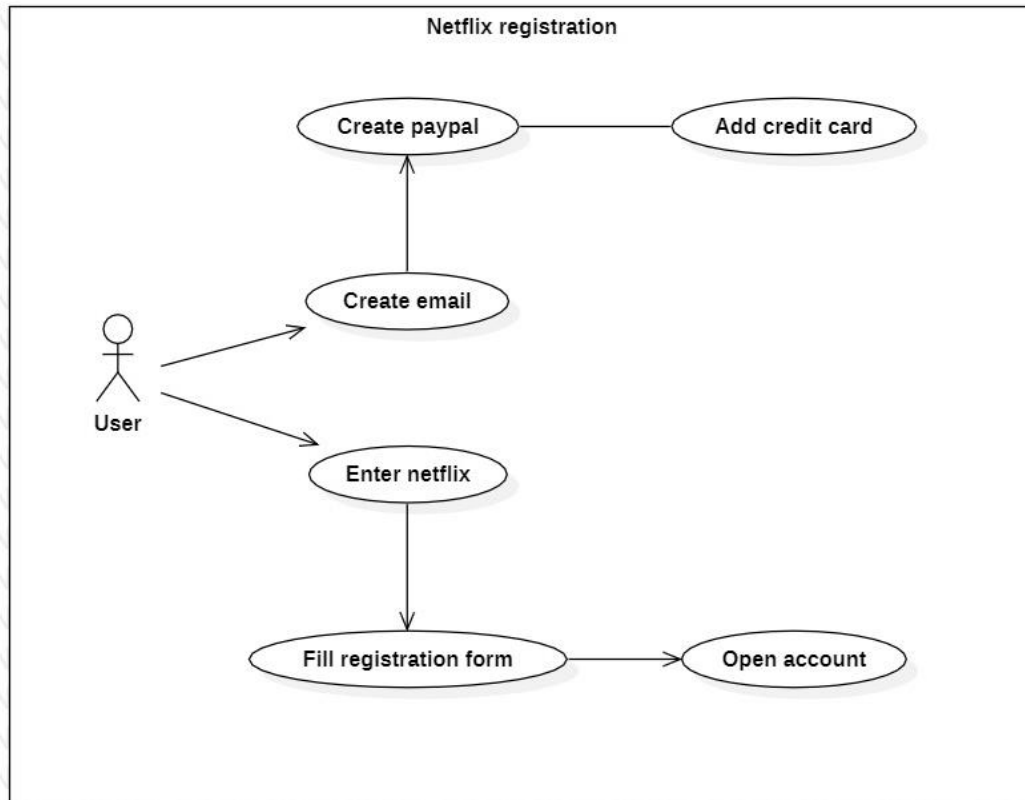 Netflix registration
Create paypal
Add credit card
Create email
User
Enter netflix
Fill registration form
Open account